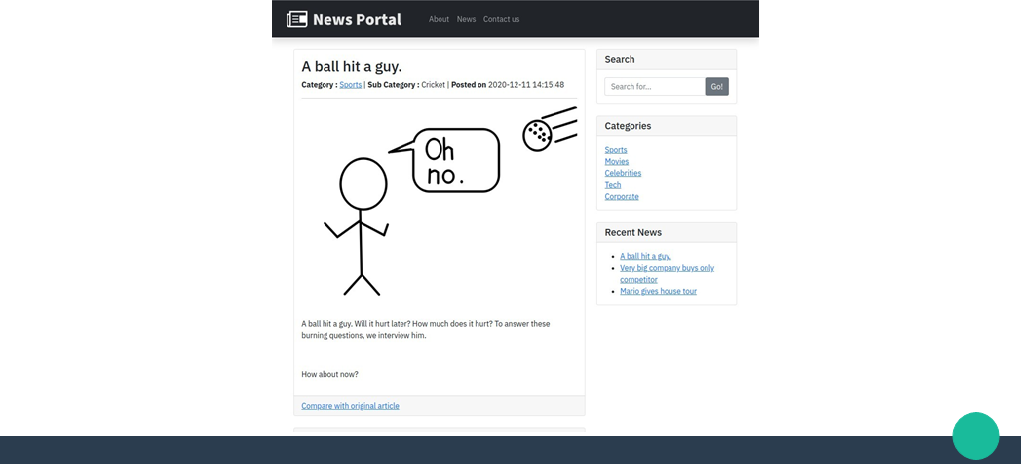 News Portal
About News Contact us
A ball hit a guy.
Category : Sports | Sub Category : Cricket | Posted on 2020-12-11 14:15:48
Oh
no.
A ball hit a guy. Will it hurt later? How much does it hurt? To answer these
burning questions, we interview him.
How about now?
Compare with original article
Search
Search for...
Go!
Categories
Sports
Movies
Celebrities
Tech
Corporate
Recent News
A ball hit a guy.
Very big company buys only
competitor
Mario gives house tour